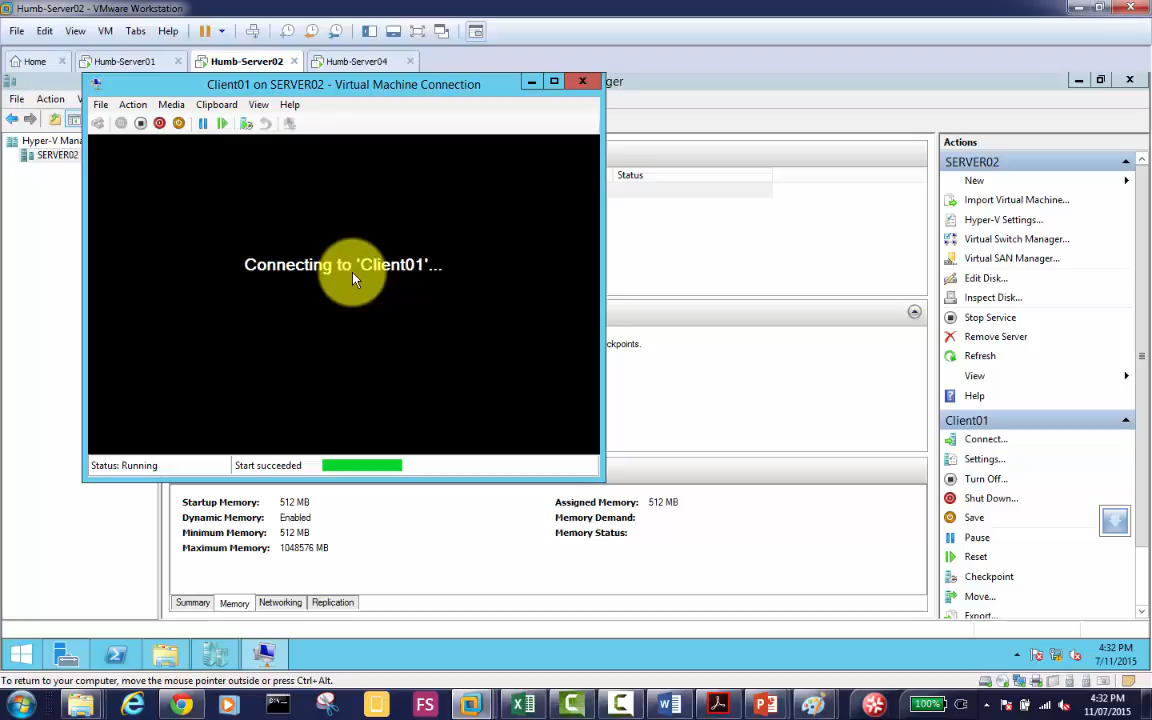 Humb-Server02 - VMware Workstation
File Edit View VM Tabs Help
Home Humb-Server01 Humb-Server02 Humb-Server04
Client01 on SERVER02 - Virtual Machine Connection
ger
File Action
File Action Media Clipboard View Help
Hyper-V Mana
SERVER02
Connecting to 'Client01'...
Status
ckpoints.
Status: Running Start succeeded
Startup Memory: 512 MB Assigned Memory: 512 MB
Dynamic Memory: Enabled Memory Demand:
Minimum Memory: 512 MB Memory Status:
Maximum Memory: 1048576 MB
Summary Memory Networking Replication
Actions
SERVER02
New
Import Virtual Machine...
Hyper-V Settings...
Virtual Switch Manager...
Virtual SAN Manager...
Edit Disk...
Inspect Disk...
Stop Service
Remove Server
Refresh
View
Help
Client01
Connect...
Settings...
Turn Off...
Shut Down...
Save
Pause
Reset
Checkpoint
Move...
Export...
4:32 PM
7/11/2015
To return to your computer, move the mouse pointer outside or press Ctrl+Alt.
FS
100%
4:32 PM
11/07/2015